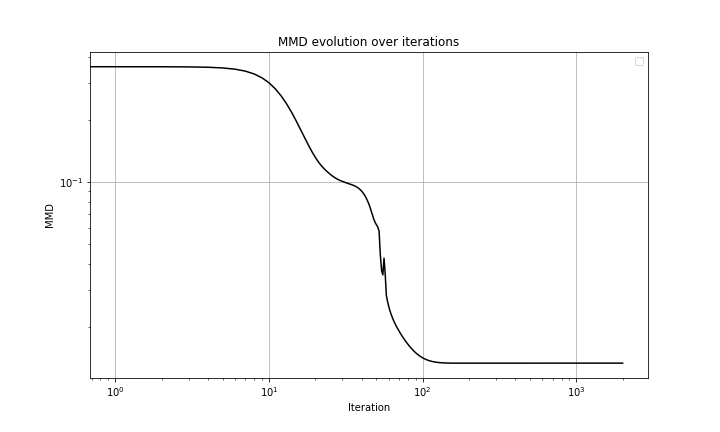 MMD evolution over iterations
MMD
10⁻¹
10⁰ 10¹ 10² 10³
Iteration